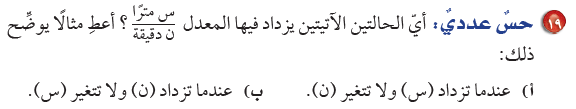 ١٩ حسٌ عدديٌ: أيّ الحالتين الآتيتين يزداد فيها المعدل س مترًا / ن دقيقة ؟ أعطِ مثالًا يوضِّح
ذلك:
أ) عندما تزداد (س) ولا تتغير (ن). ب) عندما تزداد (ن) ولا تتغير (س).